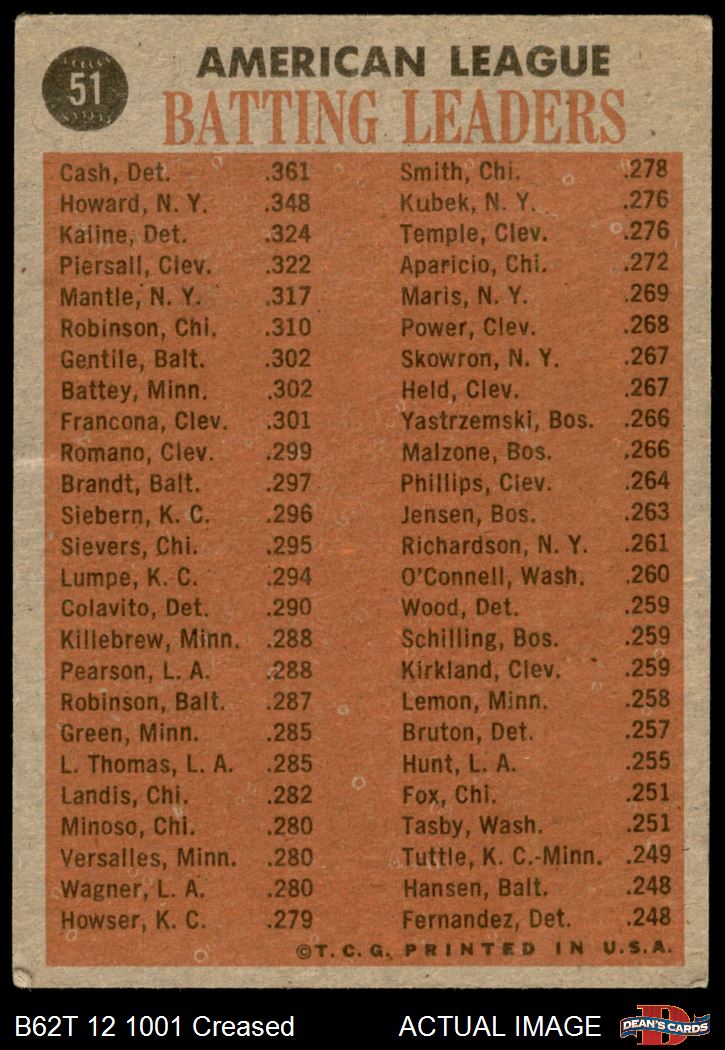 51
AMERICAN LEAGUE
BATTING LEADERS
Cash, Det. .361
Howard, N. Y. .348
Kaline, Det. .324
Piersall, Clev. .322
Mantle, N. Y. .317
Robinson, Chi. .310
Gentile, Balt. .302
Battey, Minn. .302
Francona, Clev. .301
Romano, Clev. .299
Brandt, Balt. .297
Siebern, K. C. .296
Sievers, Chi. .295
Lumpe, K. C. .294
Colavito, Det. .290
Killebrew, Minn. .288
Pearson, L. A. .288
Robinson, Balt. .287
Green, Minn. .285
L. Thomas, L. A. .285
Landis, Chi. .282
Minoso, Chi. .280
Versalles, Minn. .280
Wagner, L. A. .280
Howser, K. C. .279
Smith, Chi. .278
Kubek, N. Y. .276
Temple, Clev. .276
Aparicio, Chi. .272
Maris, N. Y. .269
Power, Clev. .268
Skowron, N. Y. .267
Held, Clev. .267
Yastrzemski, Bos. .266
Malzone, Bos. .266
Phillips, Clev. .264
Jensen, Bos. .263
Richardson, N. Y. .261
O'Connell, Wash. .260
Wood, Det. .259
Schilling, Bos. .259
Kirkland, Clev. .259
Lemon, Minn. .258
Bruton, Det. .257
Hunt, L. A. .255
Fox, Chi. .251
Tasby, Wash. .251
Tuttle, K. C.-Minn. .249
Hansen, Balt. .248
Fernandez, Det. .248
©T. C. G. PRINTED IN U.S.A.
B62T 12 1001 Creased
ACTUAL IMAGE
D
DEAN'S CARDS